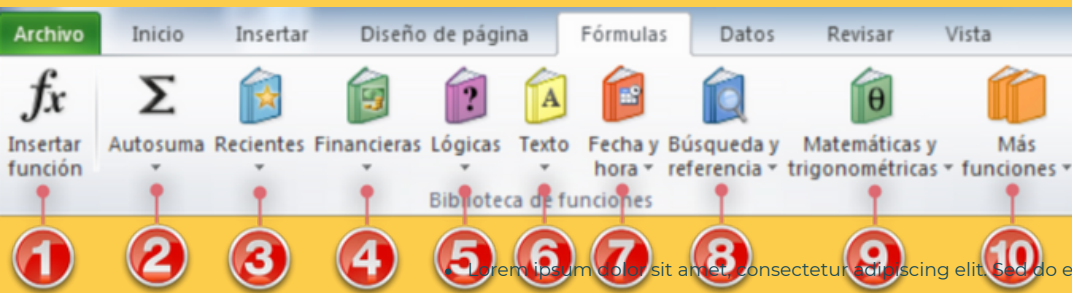 Archivo Inicio Insertar Diseño de página Fórmulas Datos Revisar Vista
fx Σ ? A θ
Insertar función
Autosuma
Recientes
Financieras
Lógicas
Texto
Fecha y hora
Búsqueda y referencia
Matemáticas y trigonométricas
Más funciones
Biblioteca de funciones
1 2 3 4 5 6 7 8 9 10
• Lorem ipsum dolor sit amet, consectetur adipiscing elit. Sed do e